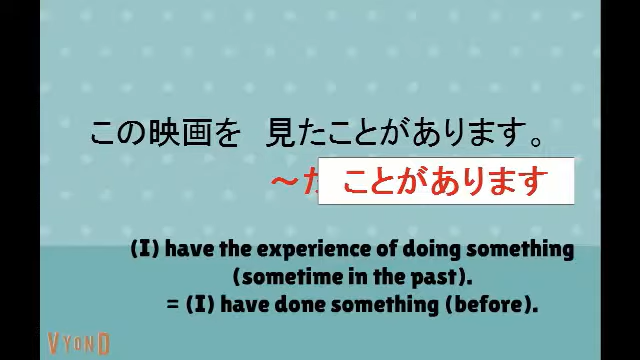 この映画を 見たことがあります。
～た ことがあります
(I) have the experience of doing something
(sometime in the past).
= (I) have done something (before).
VYOND